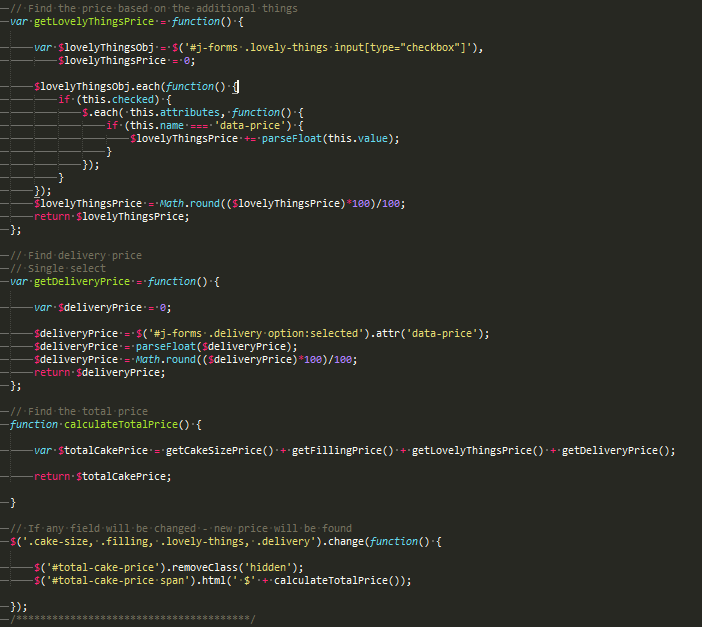 // Find the price based on the additional things
var getLovelyThingsPrice = function() {
var $lovelyThingsObj = $('#j-forms .lovely-things input[type="checkbox"]'),
$lovelyThingsPrice = 0;
$lovelyThingsObj.each(function() {
if (this.checked) {
$.each( this.attributes, function() {
if (this.name === 'data-price') {
$lovelyThingsPrice += parseFloat(this.value);
}
});
}
});
$lovelyThingsPrice = Math.round(($lovelyThingsPrice)*100)/100;
return $lovelyThingsPrice;
};
// Find delivery price
// Single select
var getDeliveryPrice = function() {
var $deliveryPrice = 0;
$deliveryPrice = $('#j-forms .delivery option:selected').attr('data-price');
$deliveryPrice = parseFloat($deliveryPrice);
$deliveryPrice = Math.round(($deliveryPrice)*100)/100;
return $deliveryPrice;
};
// Find the total price
function calculateTotalPrice() {
var $totalCakePrice = getCakeSizePrice() + getFillingPrice() + getLovelyThingsPrice() + getDeliveryPrice();
return $totalCakePrice;
}
// If any field will be changed - new price will be found
$('.cake-size, .filling, .lovely-things, .delivery').change(function() {
$('#total-cake-price').removeClass('hidden');
$('#total-cake-price span').html(' $' + calculateTotalPrice());
});
/***************************************/